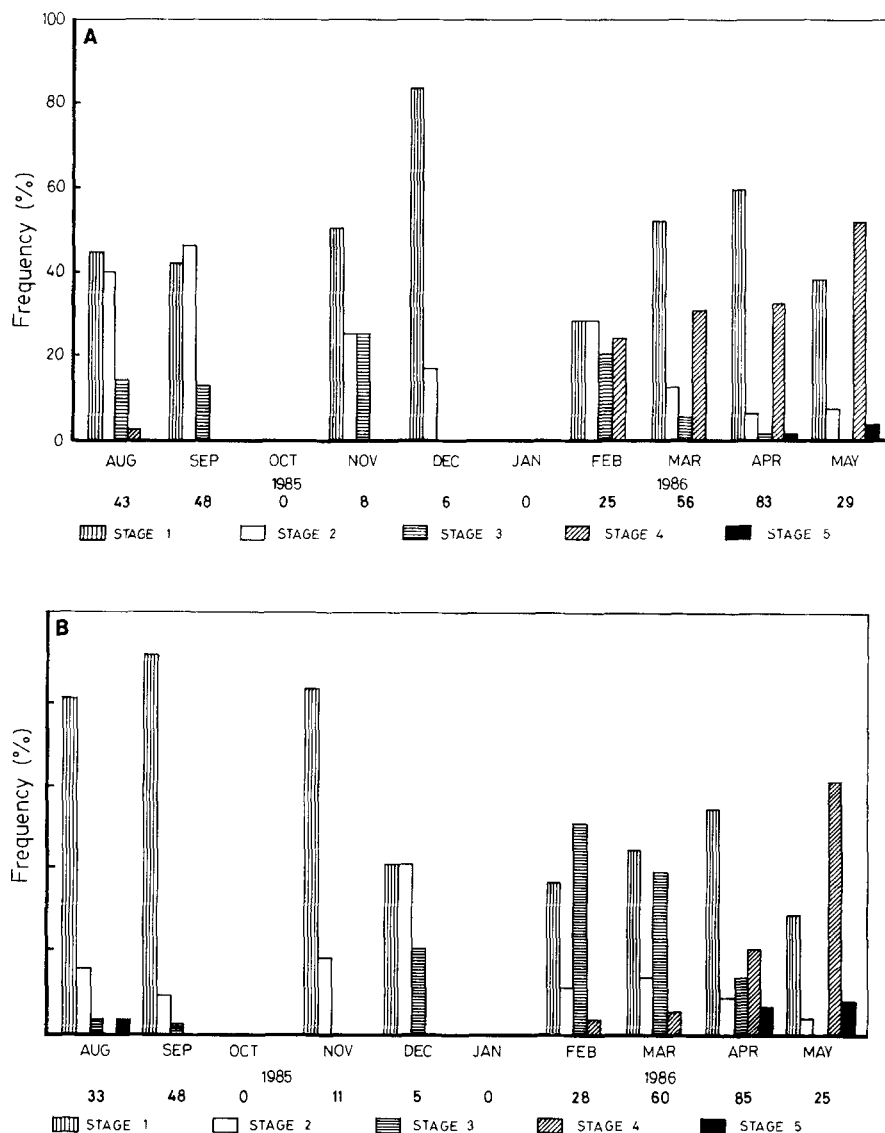 A
Frequency (%)
100
80
60
40
20
0
AUG SEP OCT NOV DEC JAN FEB MAR APR MAY
1985 1986
43 48 0 8 6 0 25 56 83 29
STAGE 1 STAGE 2 STAGE 3 STAGE 4 STAGE 5
B
Frequency (%)
AUG SEP OCT NOV DEC JAN FEB MAR APR MAY
1985 1986
33 48 0 11 5 0 28 60 85 25
STAGE 1 STAGE 2 STAGE 3 STAGE 4 STAGE 5